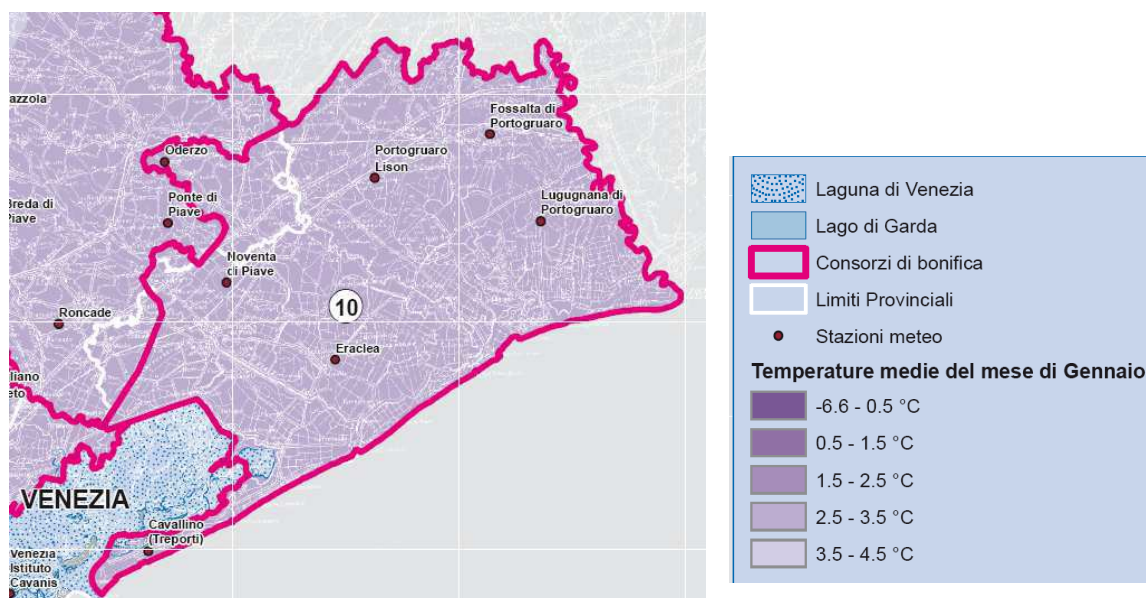 azzola
Fossalta di
Portogruaro
Oderzo
Portogruaro
Lison
Ponte di
Piave
Breda di
Piave
Lugugnana di
Portogruaro
Noventa
di Piave
10
Roncade
Eraclea
liano
eto
VENEZIA
Cavallino
(Treporti)
Venezia
Istituto
Cavanis
Laguna di Venezia
Lago di Garda
Consorzi di bonifica
Limiti Provinciali
Stazioni meteo
Temperature medie del mese di Gennaio
-6.6 - 0.5 °C
0.5 - 1.5 °C
1.5 - 2.5 °C
2.5 - 3.5 °C
3.5 - 4.5 °C